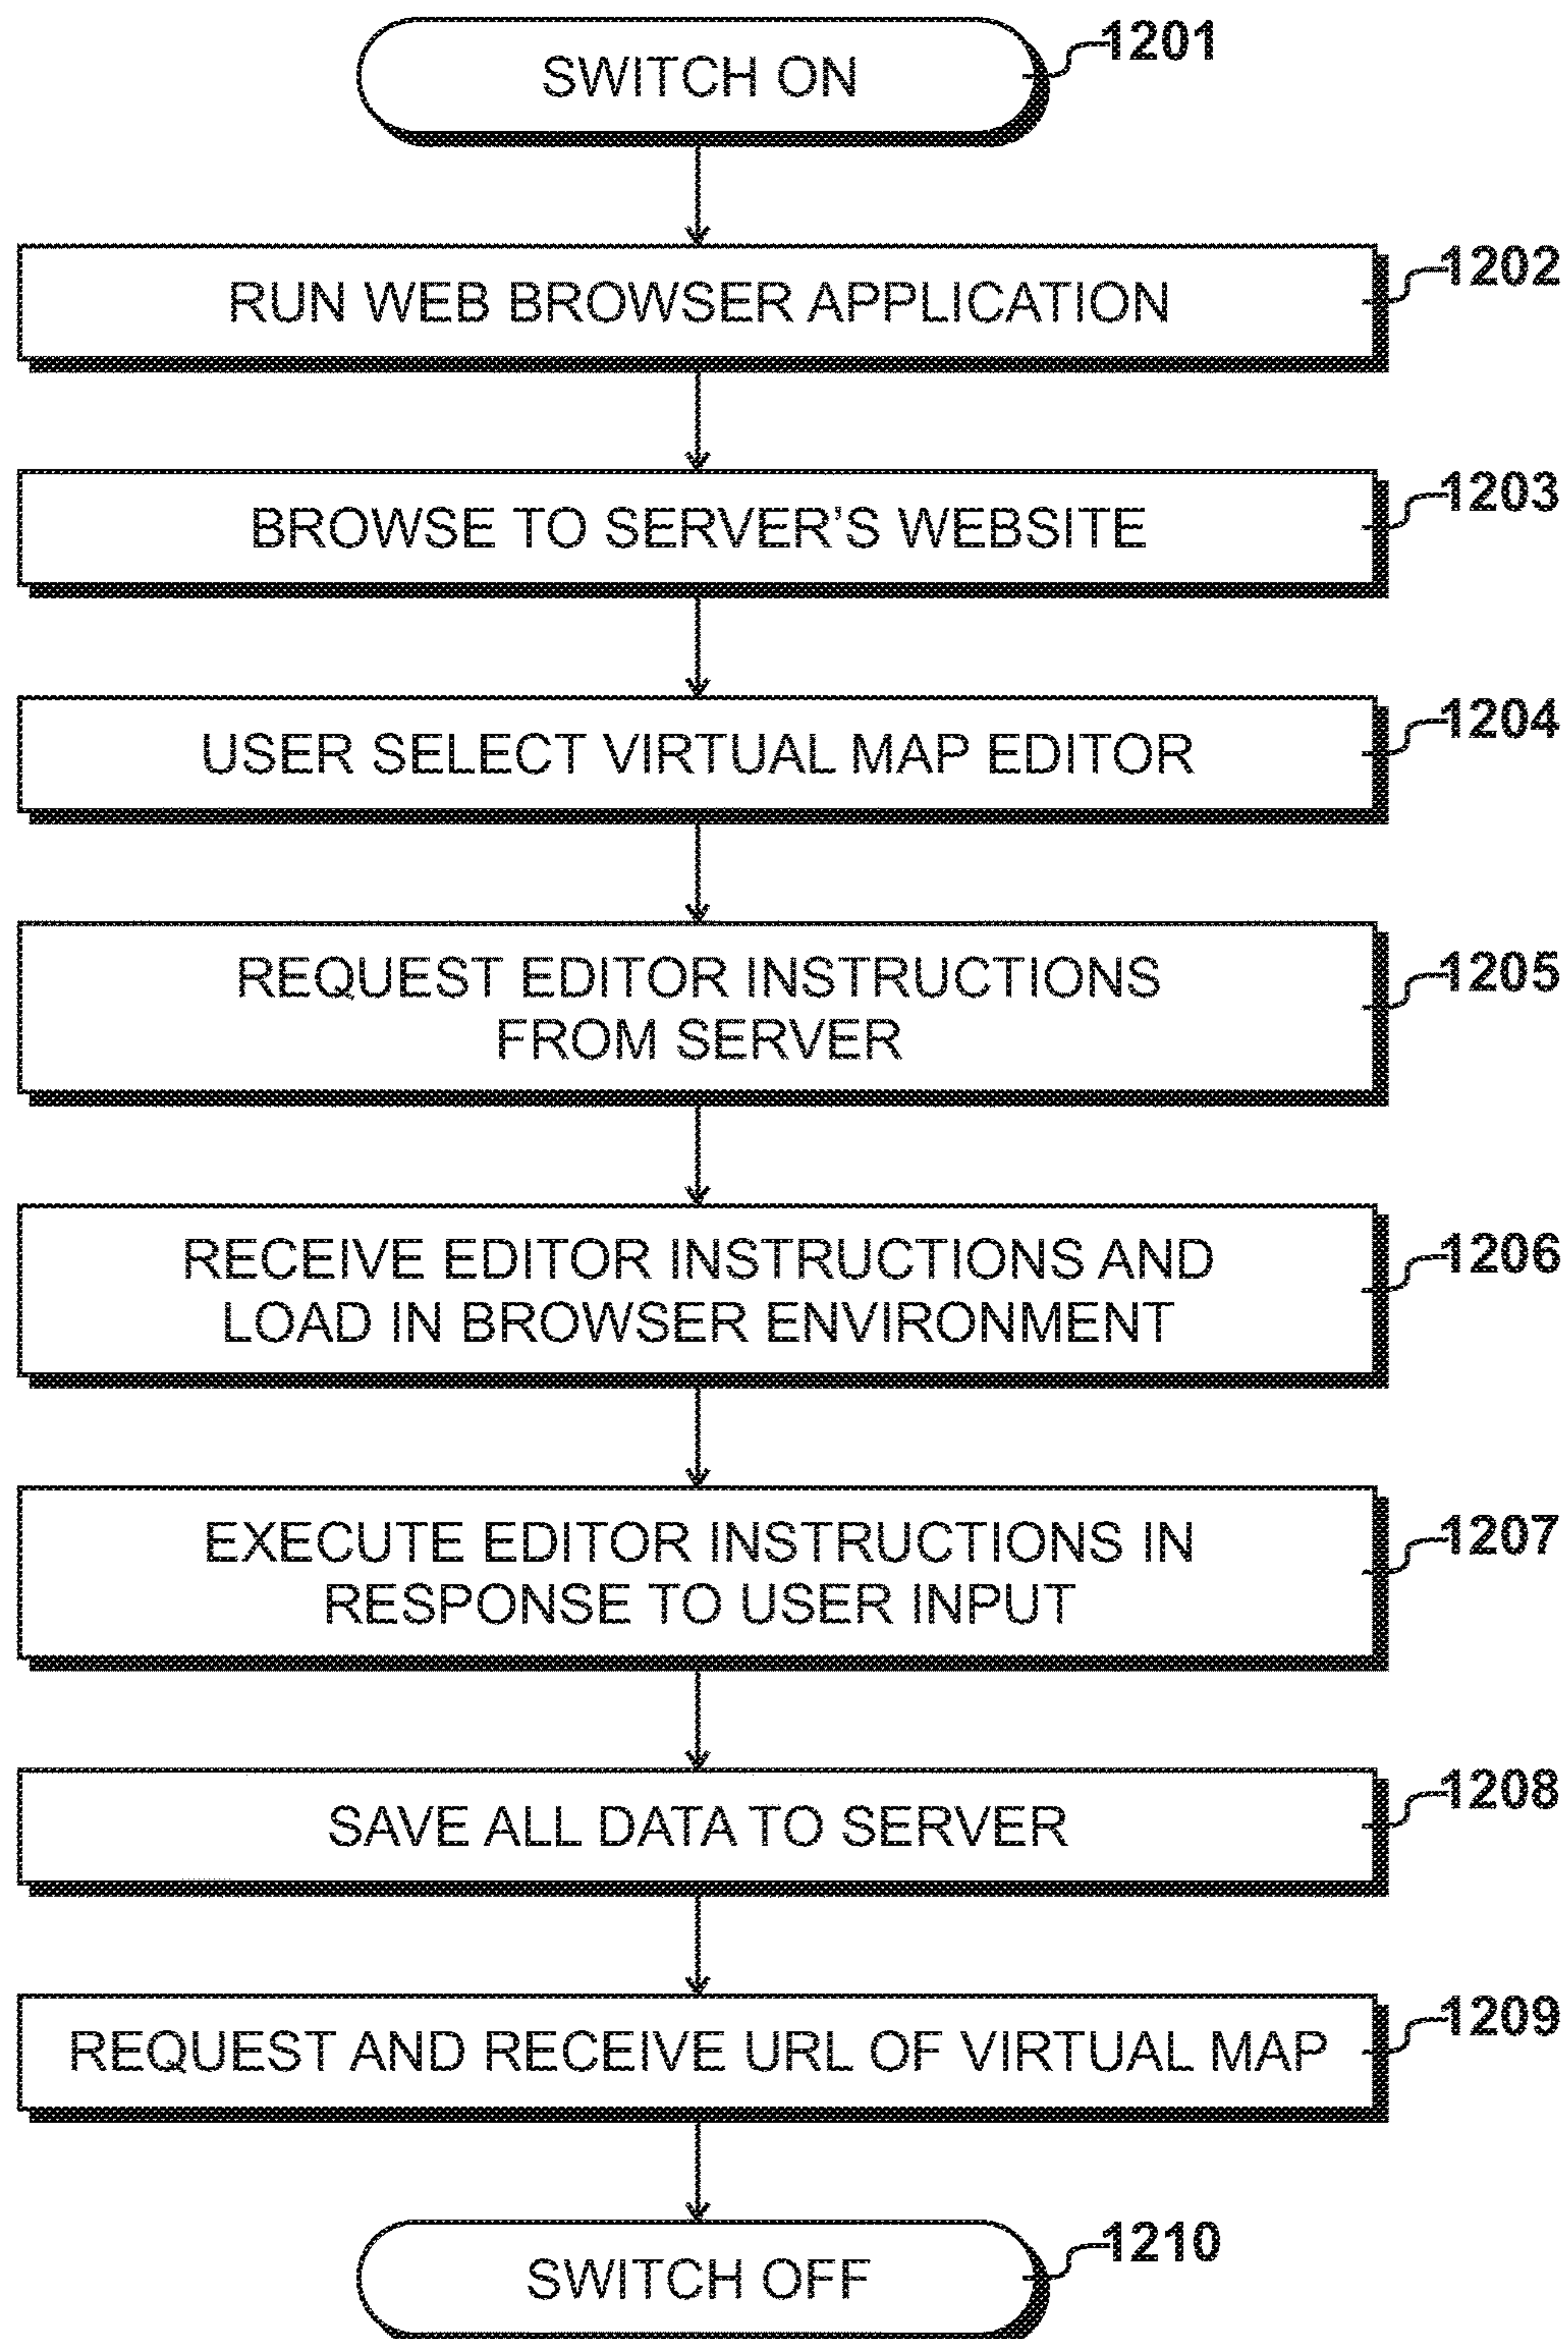 SWITCH ON
1201
RUN WEB BROWSER APPLICATION
1202
BROWSE TO SERVER’S WEBSITE
1203
USER SELECT VIRTUAL MAP EDITOR
1204
REQUEST EDITOR INSTRUCTIONS
FROM SERVER
1205
RECEIVE EDITOR INSTRUCTIONS AND
LOAD IN BROWSER ENVIRONMENT
1206
EXECUTE EDITOR INSTRUCTIONS IN
RESPONSE TO USER INPUT
1207
SAVE ALL DATA TO SERVER
1208
REQUEST AND RECEIVE URL OF VIRTUAL MAP
1209
SWITCH OFF
1210